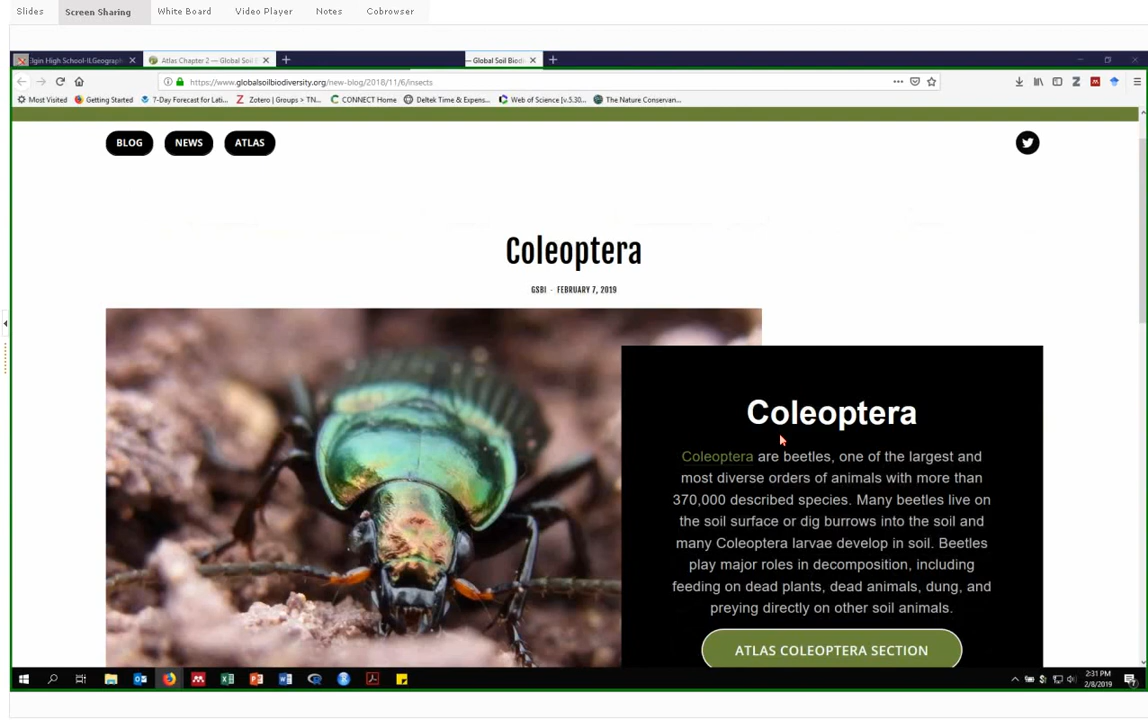 Slides Screen Sharing White Board Video Player Notes Cobrowser
Elgin High School-ILGeograph Atlas Chapter 2 — Global Soil B — Global Soil Biodi
https://www.globalsoilbiodiversity.org/new-blog/2018/11/6/insects
Most Visited Getting Started 7-Day Forecast for Lati... Zotero | Groups > TN... CONNECT Home Deltek Time & Expens... Web of Science [v.5.30... The Nature Conservan...
BLOG NEWS ATLAS
Coleoptera
GSBI · FEBRUARY 7, 2019
Coleoptera
Coleoptera are beetles, one of the largest and
most diverse orders of animals with more than
370,000 described species. Many beetles live on
the soil surface or dig burrows into the soil and
many Coleoptera larvae develop in soil. Beetles
play major roles in decomposition, including
feeding on dead plants, dead animals, dung, and
preying directly on other soil animals.
ATLAS COLEOPTERA SECTION
2:31 PM
2/8/2019